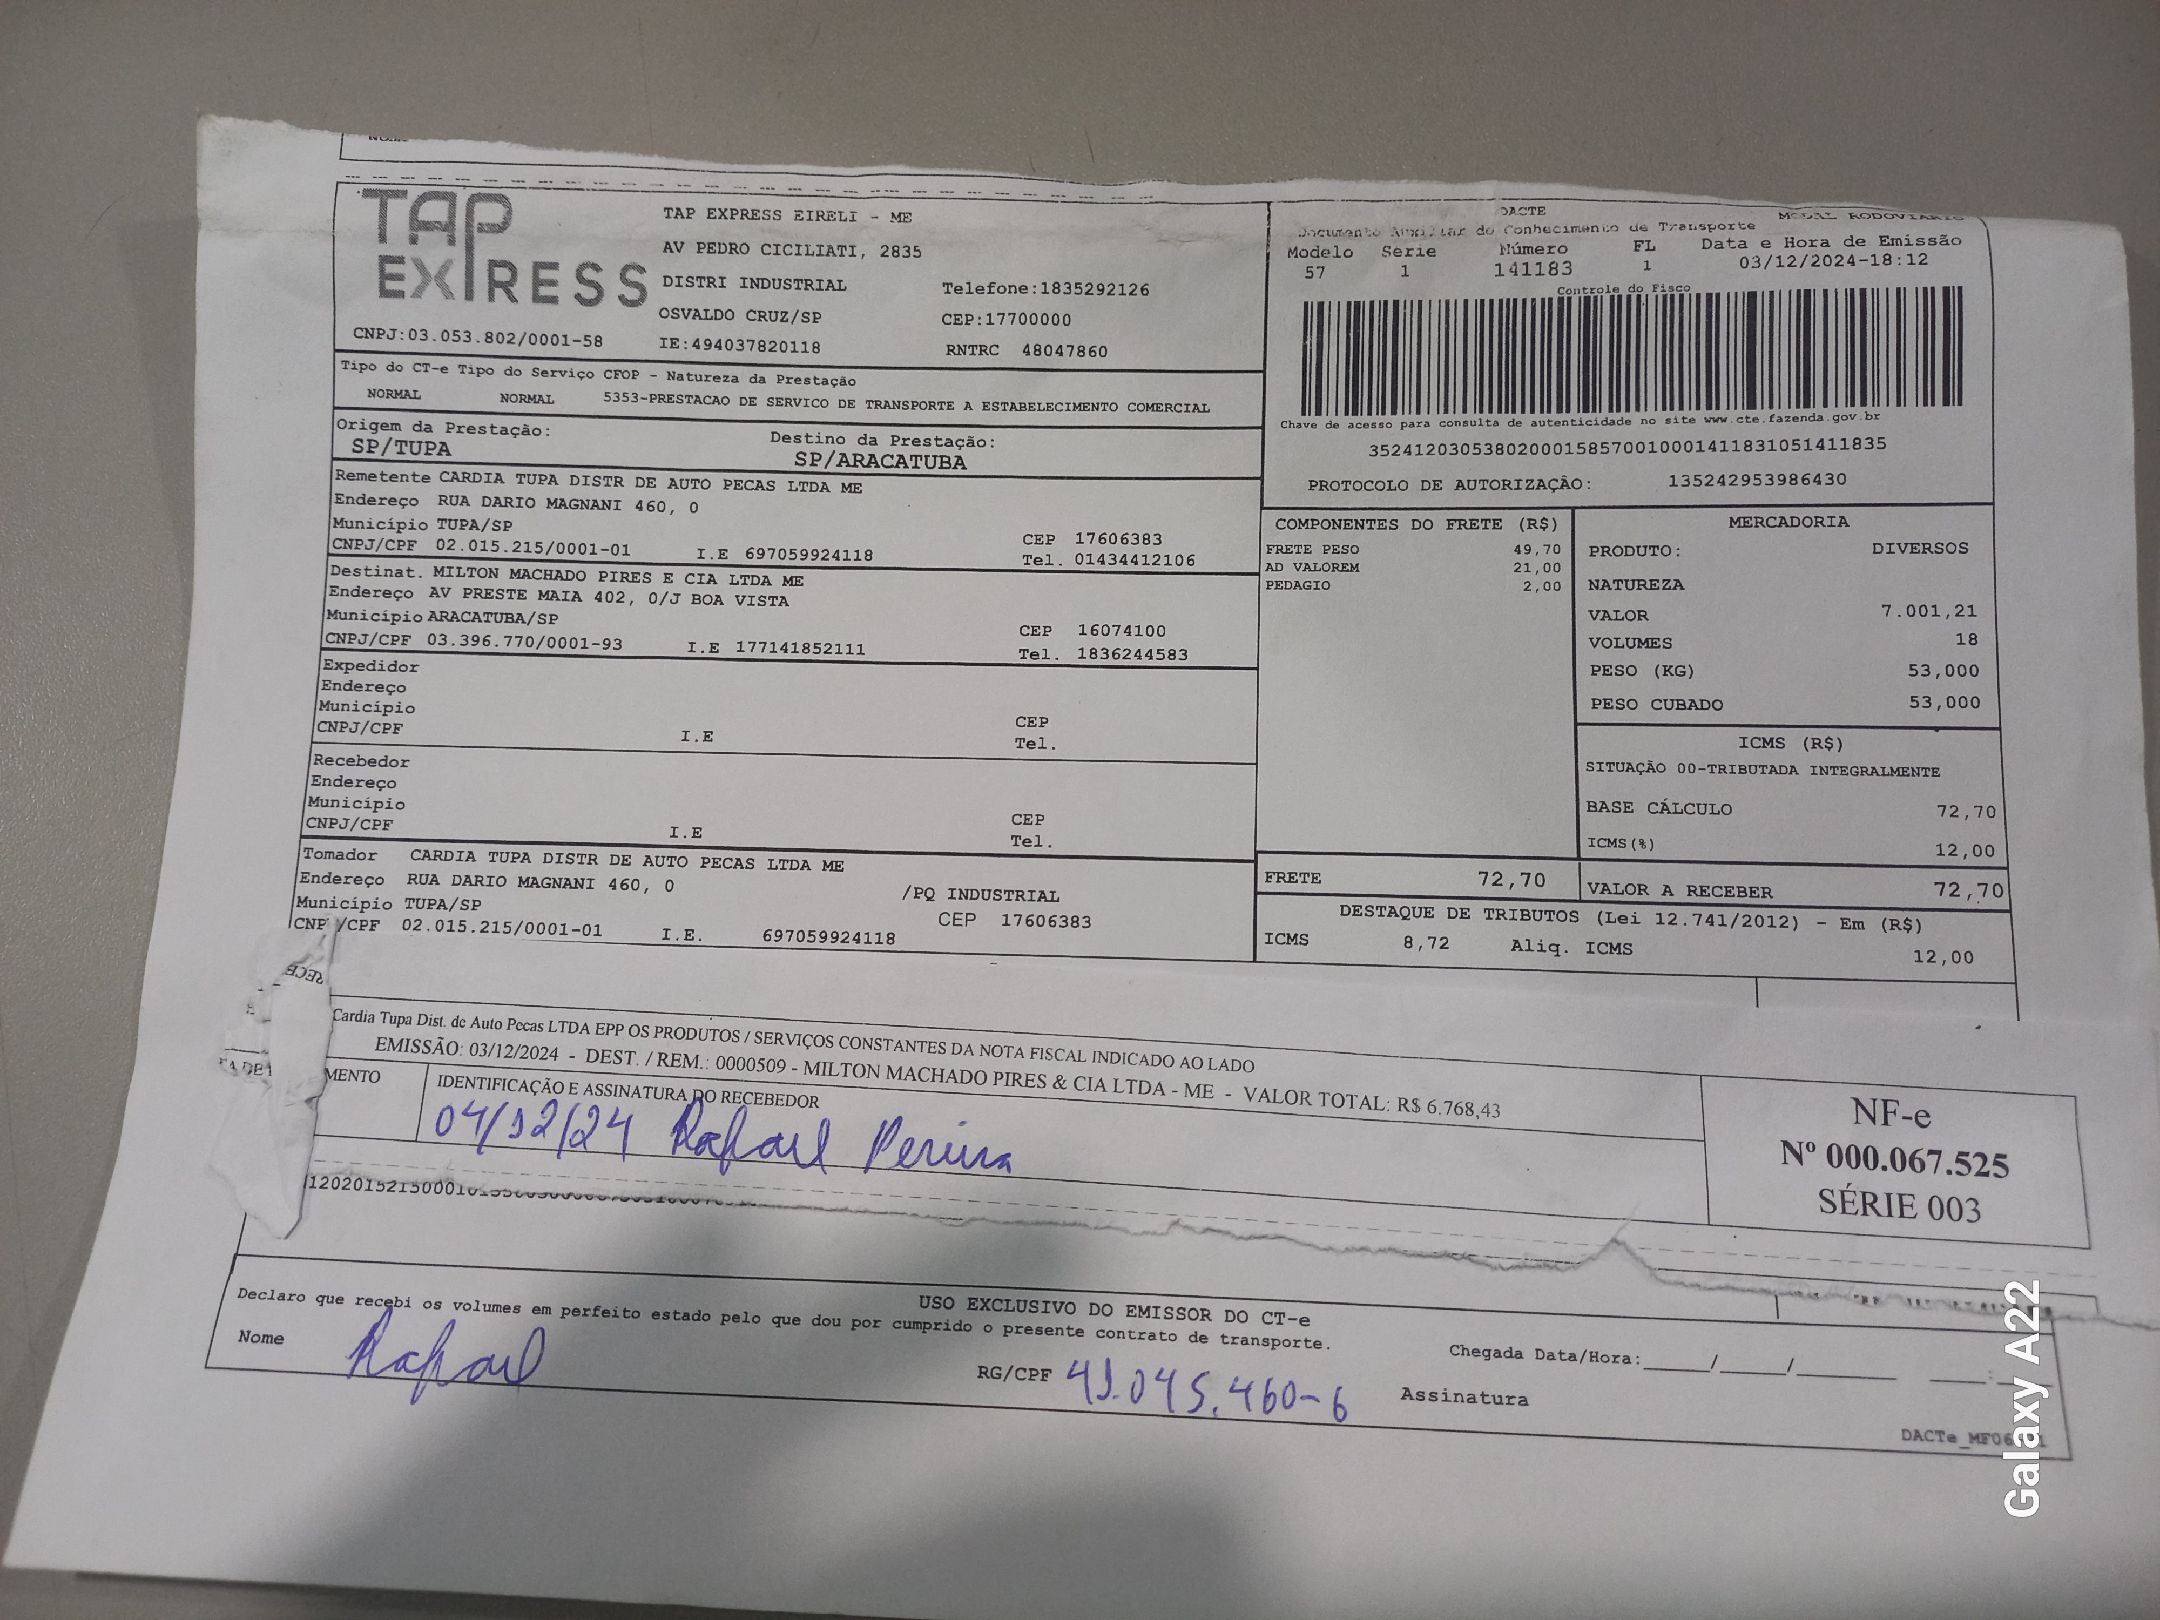 TAP
EXPRESS
CNPJ:03.053.802/0001-58
TAP EXPRESS EIRELI - ME
AV PEDRO CICILIATI, 2835
DISTRI INDUSTRIAL Telefone:1835292126
OSVALDO CRUZ/SP CEP:17700000
IE:494037820118 RNTRC 48047860
DACTE MODAL RODOVIARIO
Documento Auxiliar do Conhecimento de Transporte
Modelo Serie Número FL Data e Hora de Emissão
57 1 141183 1 03/12/2024-18:12
Controle do Fisco
Chave de acesso para consulta de autenticidade no site www.cte.fazenda.gov.br
35241203053802000158570010001411831051411835
PROTOCOLO DE AUTORIZAÇÃO: 135242953986430
Tipo do CT-e Tipo do Serviço CFOP - Natureza da Prestação
NORMAL NORMAL 5353-PRESTACAO DE SERVICO DE TRANSPORTE A ESTABELECIMENTO COMERCIAL
Origem da Prestação: Destino da Prestação:
SP/TUPA SP/ARACATUBA
Remetente CARDIA TUPA DISTR DE AUTO PECAS LTDA ME
Endereço RUA DARIO MAGNANI 460, 0
Município TUPA/SP CEP 17606383
CNPJ/CPF 02.015.215/0001-01 I.E 697059924118 Tel. 01434412106
Destinat. MILTON MACHADO PIRES E CIA LTDA ME
Endereço AV PRESTE MAIA 402, 0/J BOA VISTA
Município ARACATUBA/SP CEP 16074100
CNPJ/CPF 03.396.770/0001-93 I.E 177141852111 Tel. 1836244583
Expedidor
Endereço
Município CEP
CNPJ/CPF I.E Tel.
Recebedor
Endereço
Município CEP
CNPJ/CPF I.E Tel.
Tomador CARDIA TUPA DISTR DE AUTO PECAS LTDA ME
Endereço RUA DARIO MAGNANI 460, 0 /PQ INDUSTRIAL
Município TUPA/SP CEP 17606383
CNP /CPF 02.015.215/0001-01 I.E. 697059924118
COMPONENTES DO FRETE (R$)
FRETE PESO 49,70
AD VALOREM 21,00
PEDAGIO 2,00
MERCADORIA
PRODUTO: DIVERSOS
NATUREZA
VALOR 7.001,21
VOLUMES 18
PESO (KG) 53,000
PESO CUBADO 53,000
ICMS (R$)
SITUAÇÃO 00-TRIBUTADA INTEGRALMENTE
BASE CÁLCULO 72,70
ICMS(%) 12,00
FRETE 72,70 VALOR A RECEBER 72,70
DESTAQUE DE TRIBUTOS (Lei 12.741/2012) - Em (R$)
ICMS 8,72 Aliq. ICMS 12,00
RECE
Cardia Tupa Dist. de Auto Pecas LTDA EPP OS PRODUTOS / SERVIÇOS CONSTANTES DA NOTA FISCAL INDICADO AO LADO
EMISSÃO: 03/12/2024 - DEST. / REM.: 0000509 - MILTON MACHADO PIRES & CIA LTDA - ME - VALOR TOTAL: R$ 6.768,43
MENTO IDENTIFICAÇÃO E ASSINATURA DO RECEBEDOR
04/12/24 Rafael Pereira
NF-e
Nº 000.067.525
SÉRIE 003
USO EXCLUSIVO DO EMISSOR DO CT-e
Declaro que recebi os volumes em perfeito estado pelo que dou por cumprido o presente contrato de transporte.
Nome Rafael RG/CPF 41.045.460-6 Chegada Data/Hora:____/____/____ ____:____
Assinatura
Galaxy A22